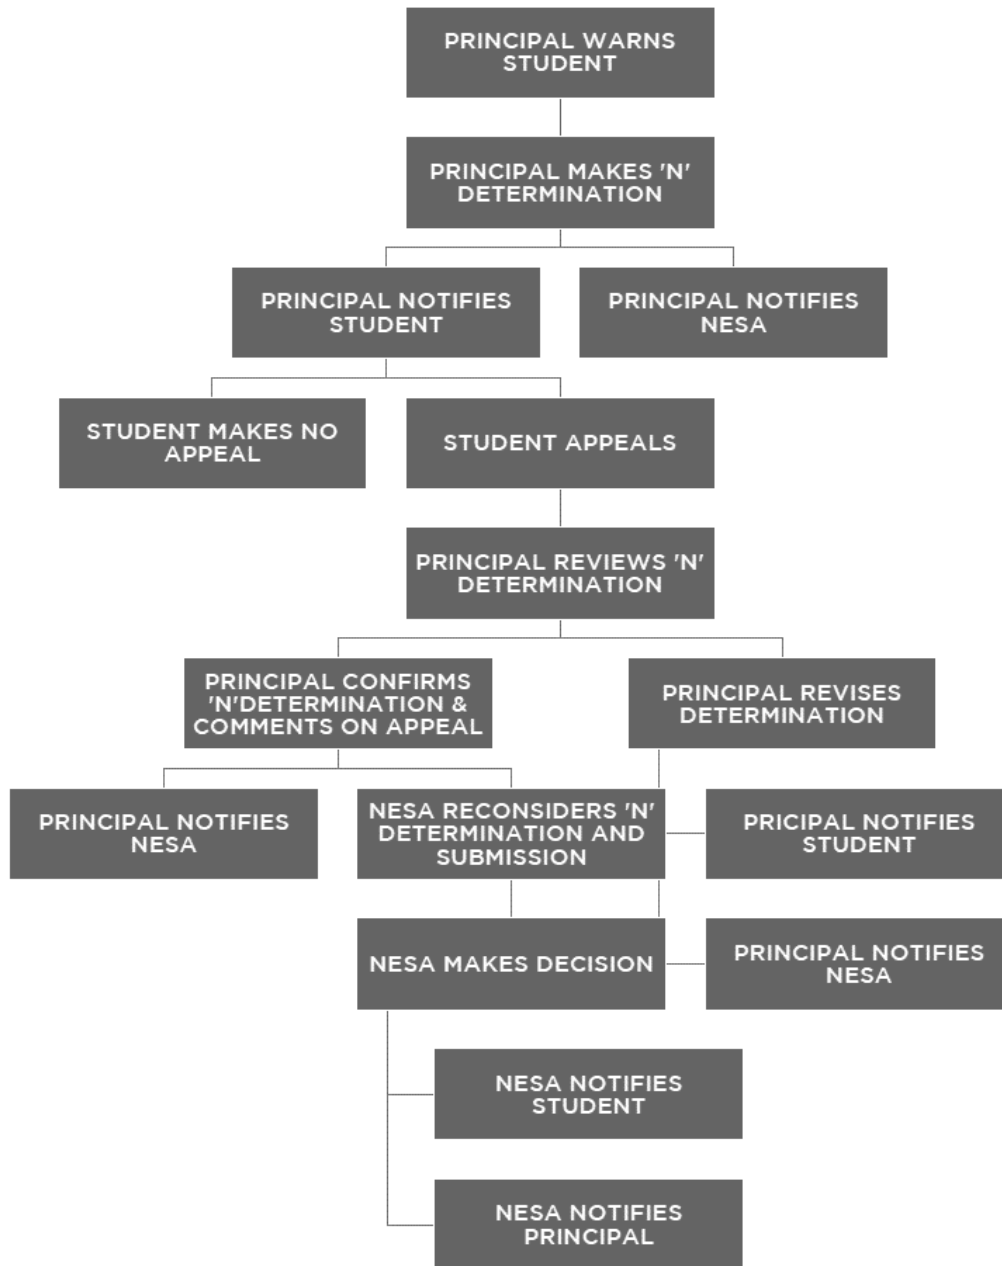 PRINCIPAL WARNS
STUDENT
PRINCIPAL MAKES 'N'
DETERMINATION
PRINCIPAL NOTIFIES
STUDENT
PRINCIPAL NOTIFIES
NESA
STUDENT MAKES NO
APPEAL
STUDENT APPEALS
PRINCIPAL REVIEWS 'N'
DETERMINATION
PRINCIPAL CONFIRMS
'N'DETERMINATION &
COMMENTS ON APPEAL
PRINCIPAL REVISES
DETERMINATION
PRINCIPAL NOTIFIES
NESA
NESA RECONSIDERS 'N'
DETERMINATION AND
SUBMISSION
PRICIPAL NOTIFIES
STUDENT
NESA MAKES DECISION
PRINCIPAL NOTIFIES
NESA
NESA NOTIFIES
STUDENT
NESA NOTIFIES
PRINCIPAL